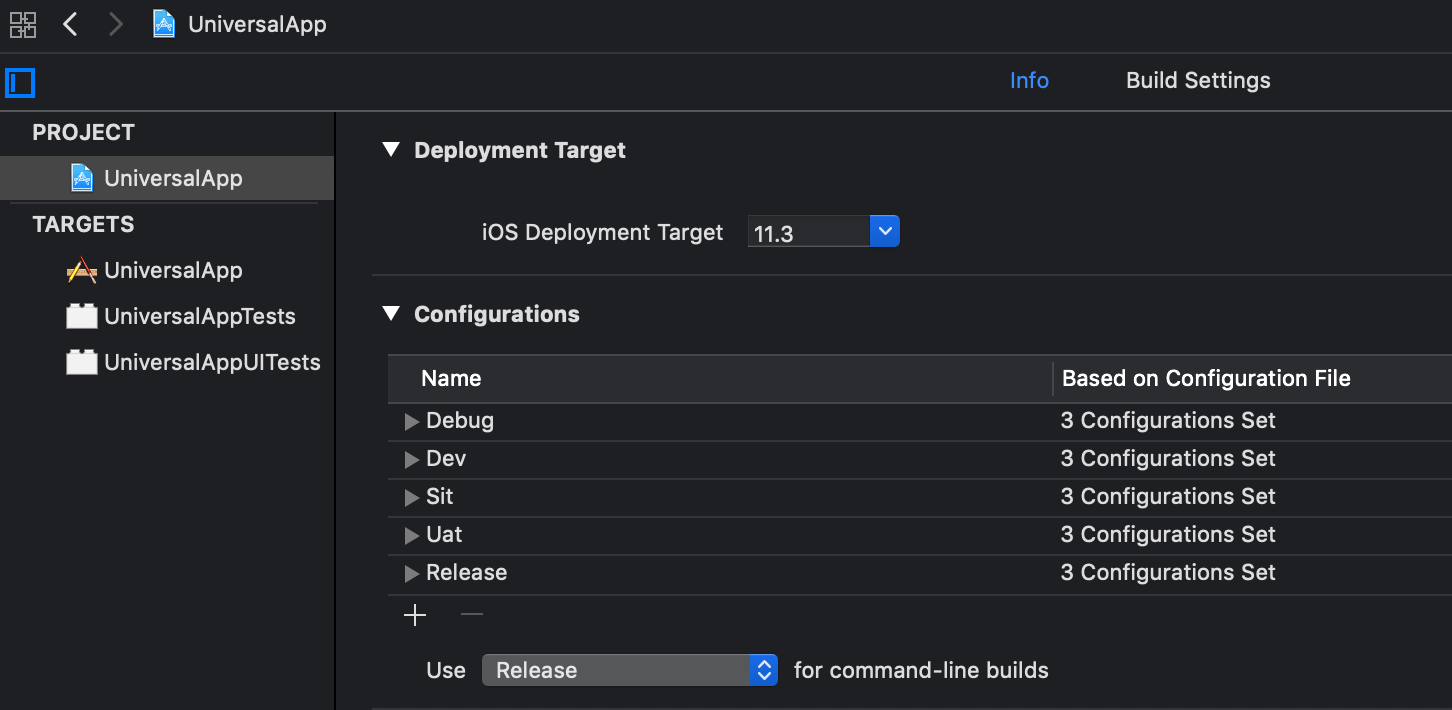 UniversalApp
Info Build Settings
PROJECT
UniversalApp
TARGETS
UniversalApp
UniversalAppTests
UniversalAppUITests
Deployment Target
iOS Deployment Target 11.3
Configurations
Name Based on Configuration File
Debug 3 Configurations Set
Dev 3 Configurations Set
Sit 3 Configurations Set
Uat 3 Configurations Set
Release 3 Configurations Set
Use Release for command-line builds